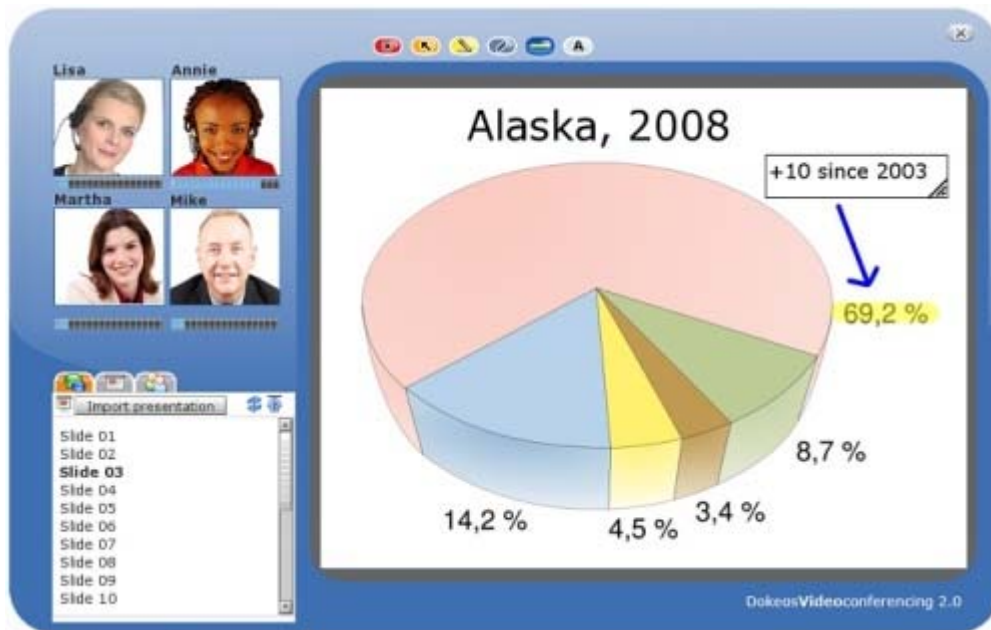 Lisa
Annie
Martha
Mike
Import presentation
Slide 01
Slide 02
Slide 03
Slide 04
Slide 05
Slide 06
Slide 07
Slide 08
Slide 09
Slide 10
A
Alaska, 2008
+10 since 2003
69,2 %
8,7 %
3,4 %
4,5 %
14,2 %
DokeosVideoconferencing 2.0